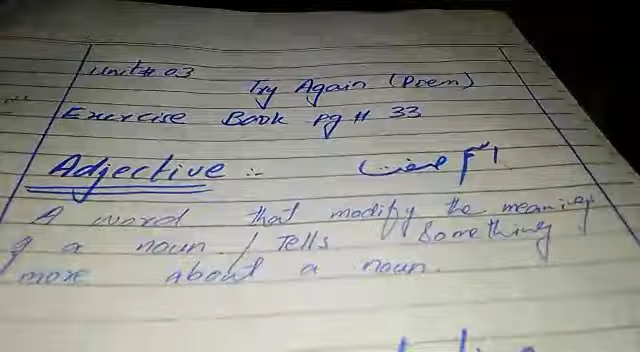 Unit # 03
Try Again (Poem)
Exercise Book pg # 33
Adjective :- اسم صفت
A word that modify the meaning
of a noun / Tells Something
more about a noun.